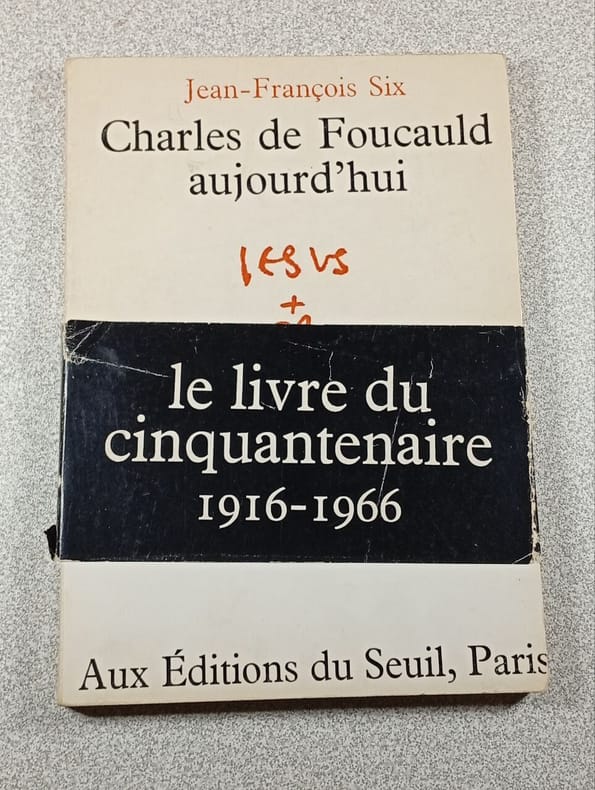 Jean-François Six
Charles de Foucauld
aujourd'hui
JESUS
le livre du
cinquantenaire
1916-1966
Aux Éditions du Seuil, Paris